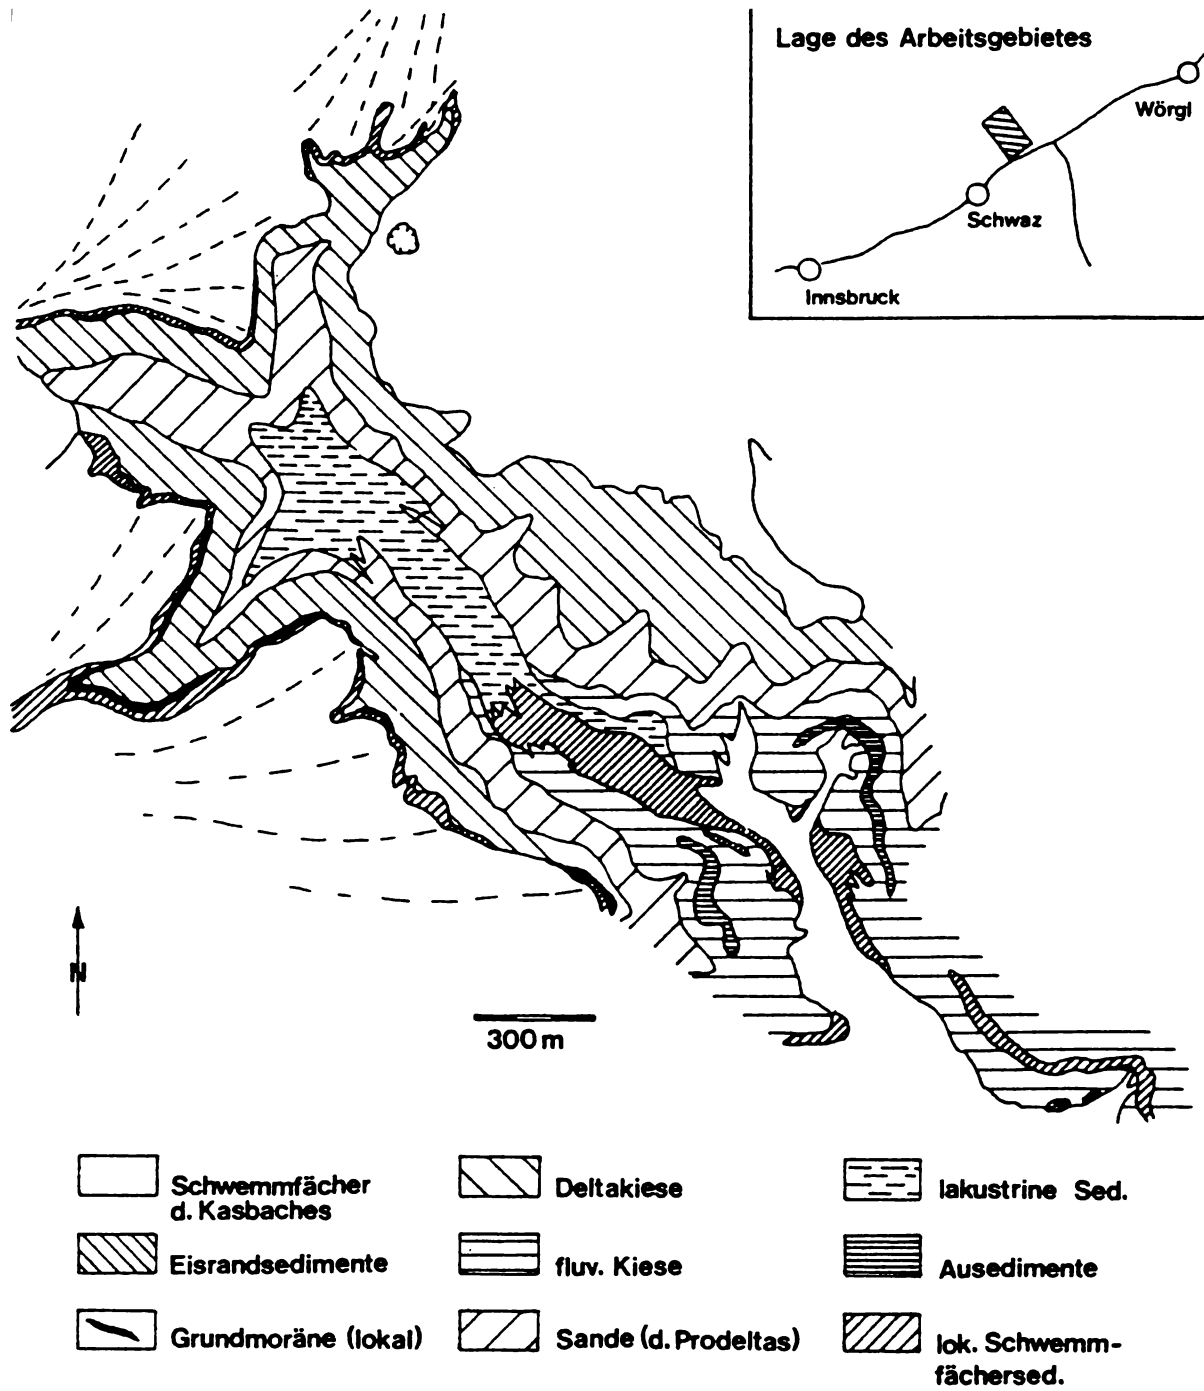 Lage des Arbeitsgebietes
Wörgl
Schwaz
Innsbruck
N
300 m
Schwemmfächer
d. Kasbaches
Deltakiese
lakustrine Sed.
Eisrandsedimente
fluv. Kiese
Ausedimente
Grundmoräne (lokal)
Sande (d. Prodeltas)
lok. Schwemm-
fächersed.